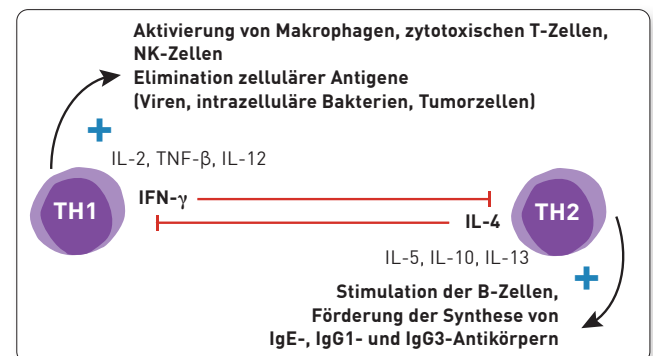 Aktivierung von Makrophagen, zytotoxischen T-Zellen,
NK-Zellen
Elimination zellulärer Antigene
(Viren, intrazelluläre Bakterien, Tumorzellen)
+
IL-2, TNF-β, IL-12
TH1
IFN-γ
IL-4
TH2
IL-5, IL-10, IL-13
+
Stimulation der B-Zellen,
Förderung der Synthese von
IgE-, IgG1- und IgG3-Antikörpern